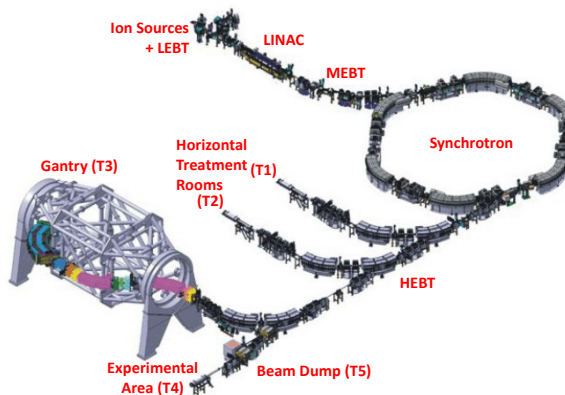 Ion Sources
+ LEBT
LINAC
MEBT
Synchrotron
Horizontal
Treatment (T1)
Rooms
(T2)
Gantry (T3)
HEBT
Experimental
Area (T4)
Beam Dump (T5)